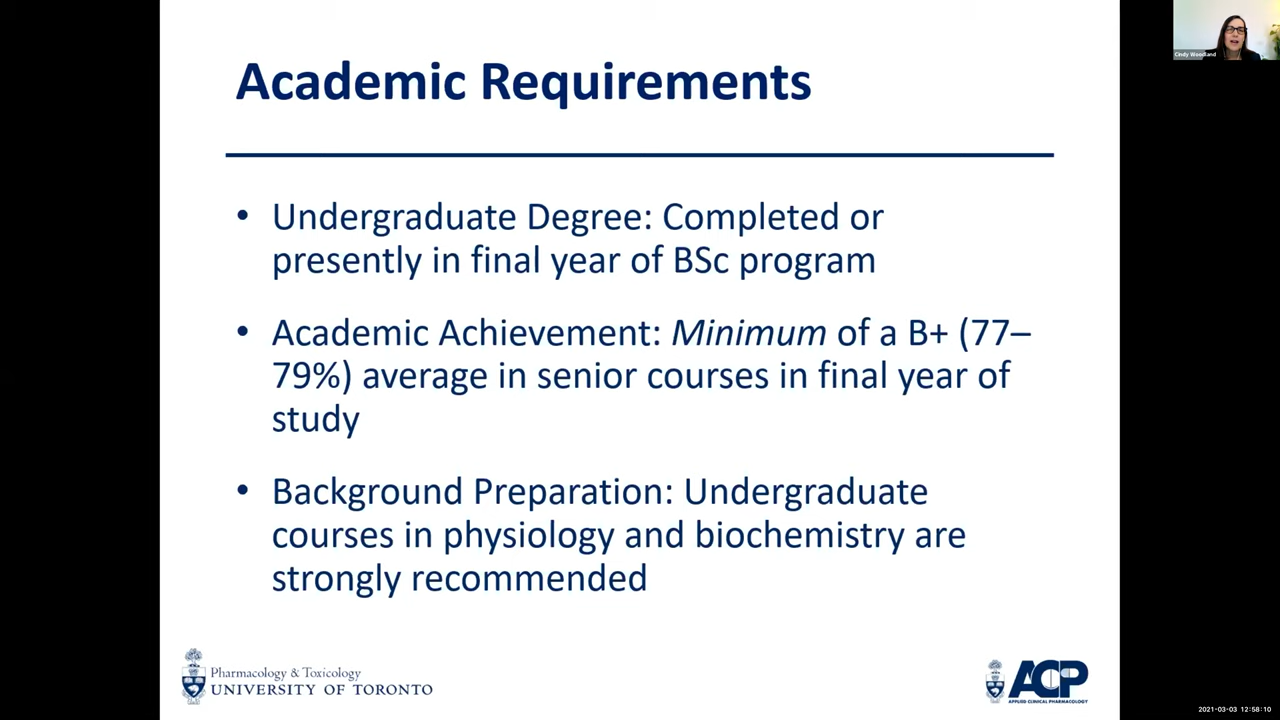 Academic Requirements
Cindy Woodland
• Undergraduate Degree: Completed or
presently in final year of BSc program
• Academic Achievement: Minimum of a B+ (77–
79%) average in senior courses in final year of
study
• Background Preparation: Undergraduate
courses in physiology and biochemistry are
strongly recommended
Pharmacology & Toxicology
UNIVERSITY OF TORONTO
ACP
APPLIED CLINICAL PHARMACOLOGY
2021-03-03 12:58:10